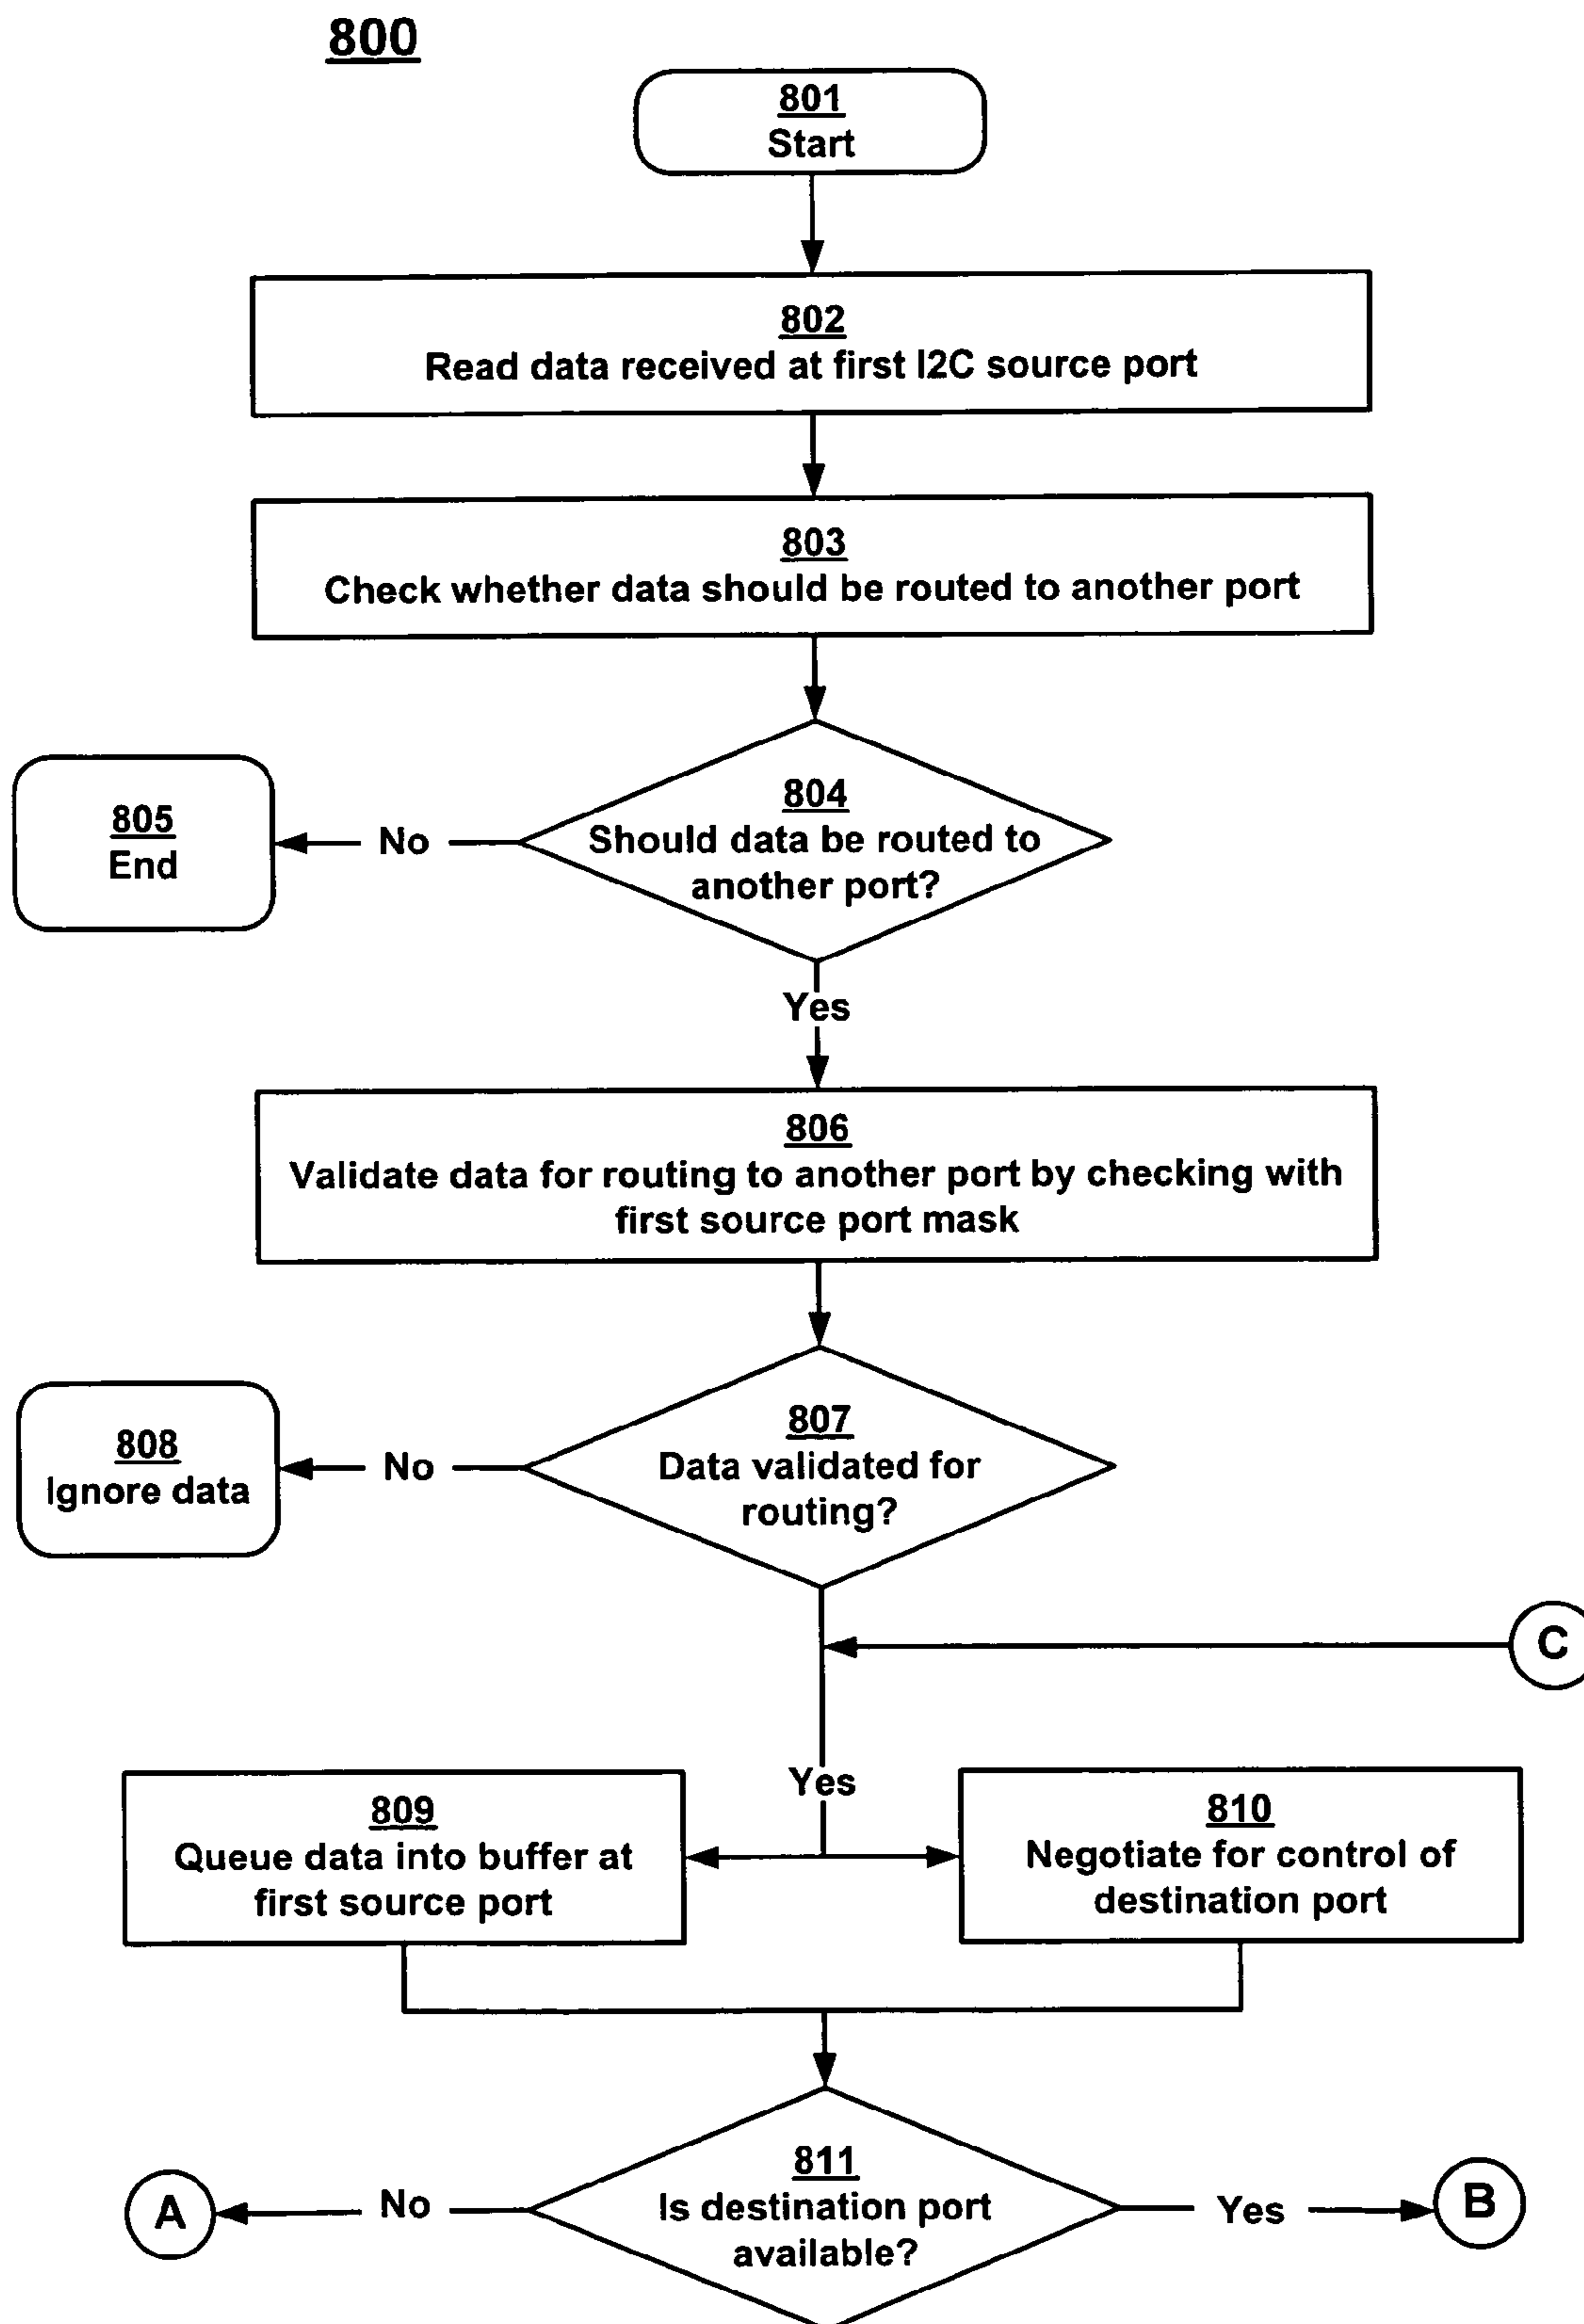 800
801
Start
802
Read data received at first I2C source port
803
Check whether data should be routed to another port
804
Should data be routed to
another port?
805
End
No
Yes
806
Validate data for routing to another port by checking with
first source port mask
807
Data validated for
routing?
808
Ignore data
No
C
Yes
809
Queue data into buffer at
first source port
810
Negotiate for control of
destination port
811
Is destination port
available?
A
No
Yes
B